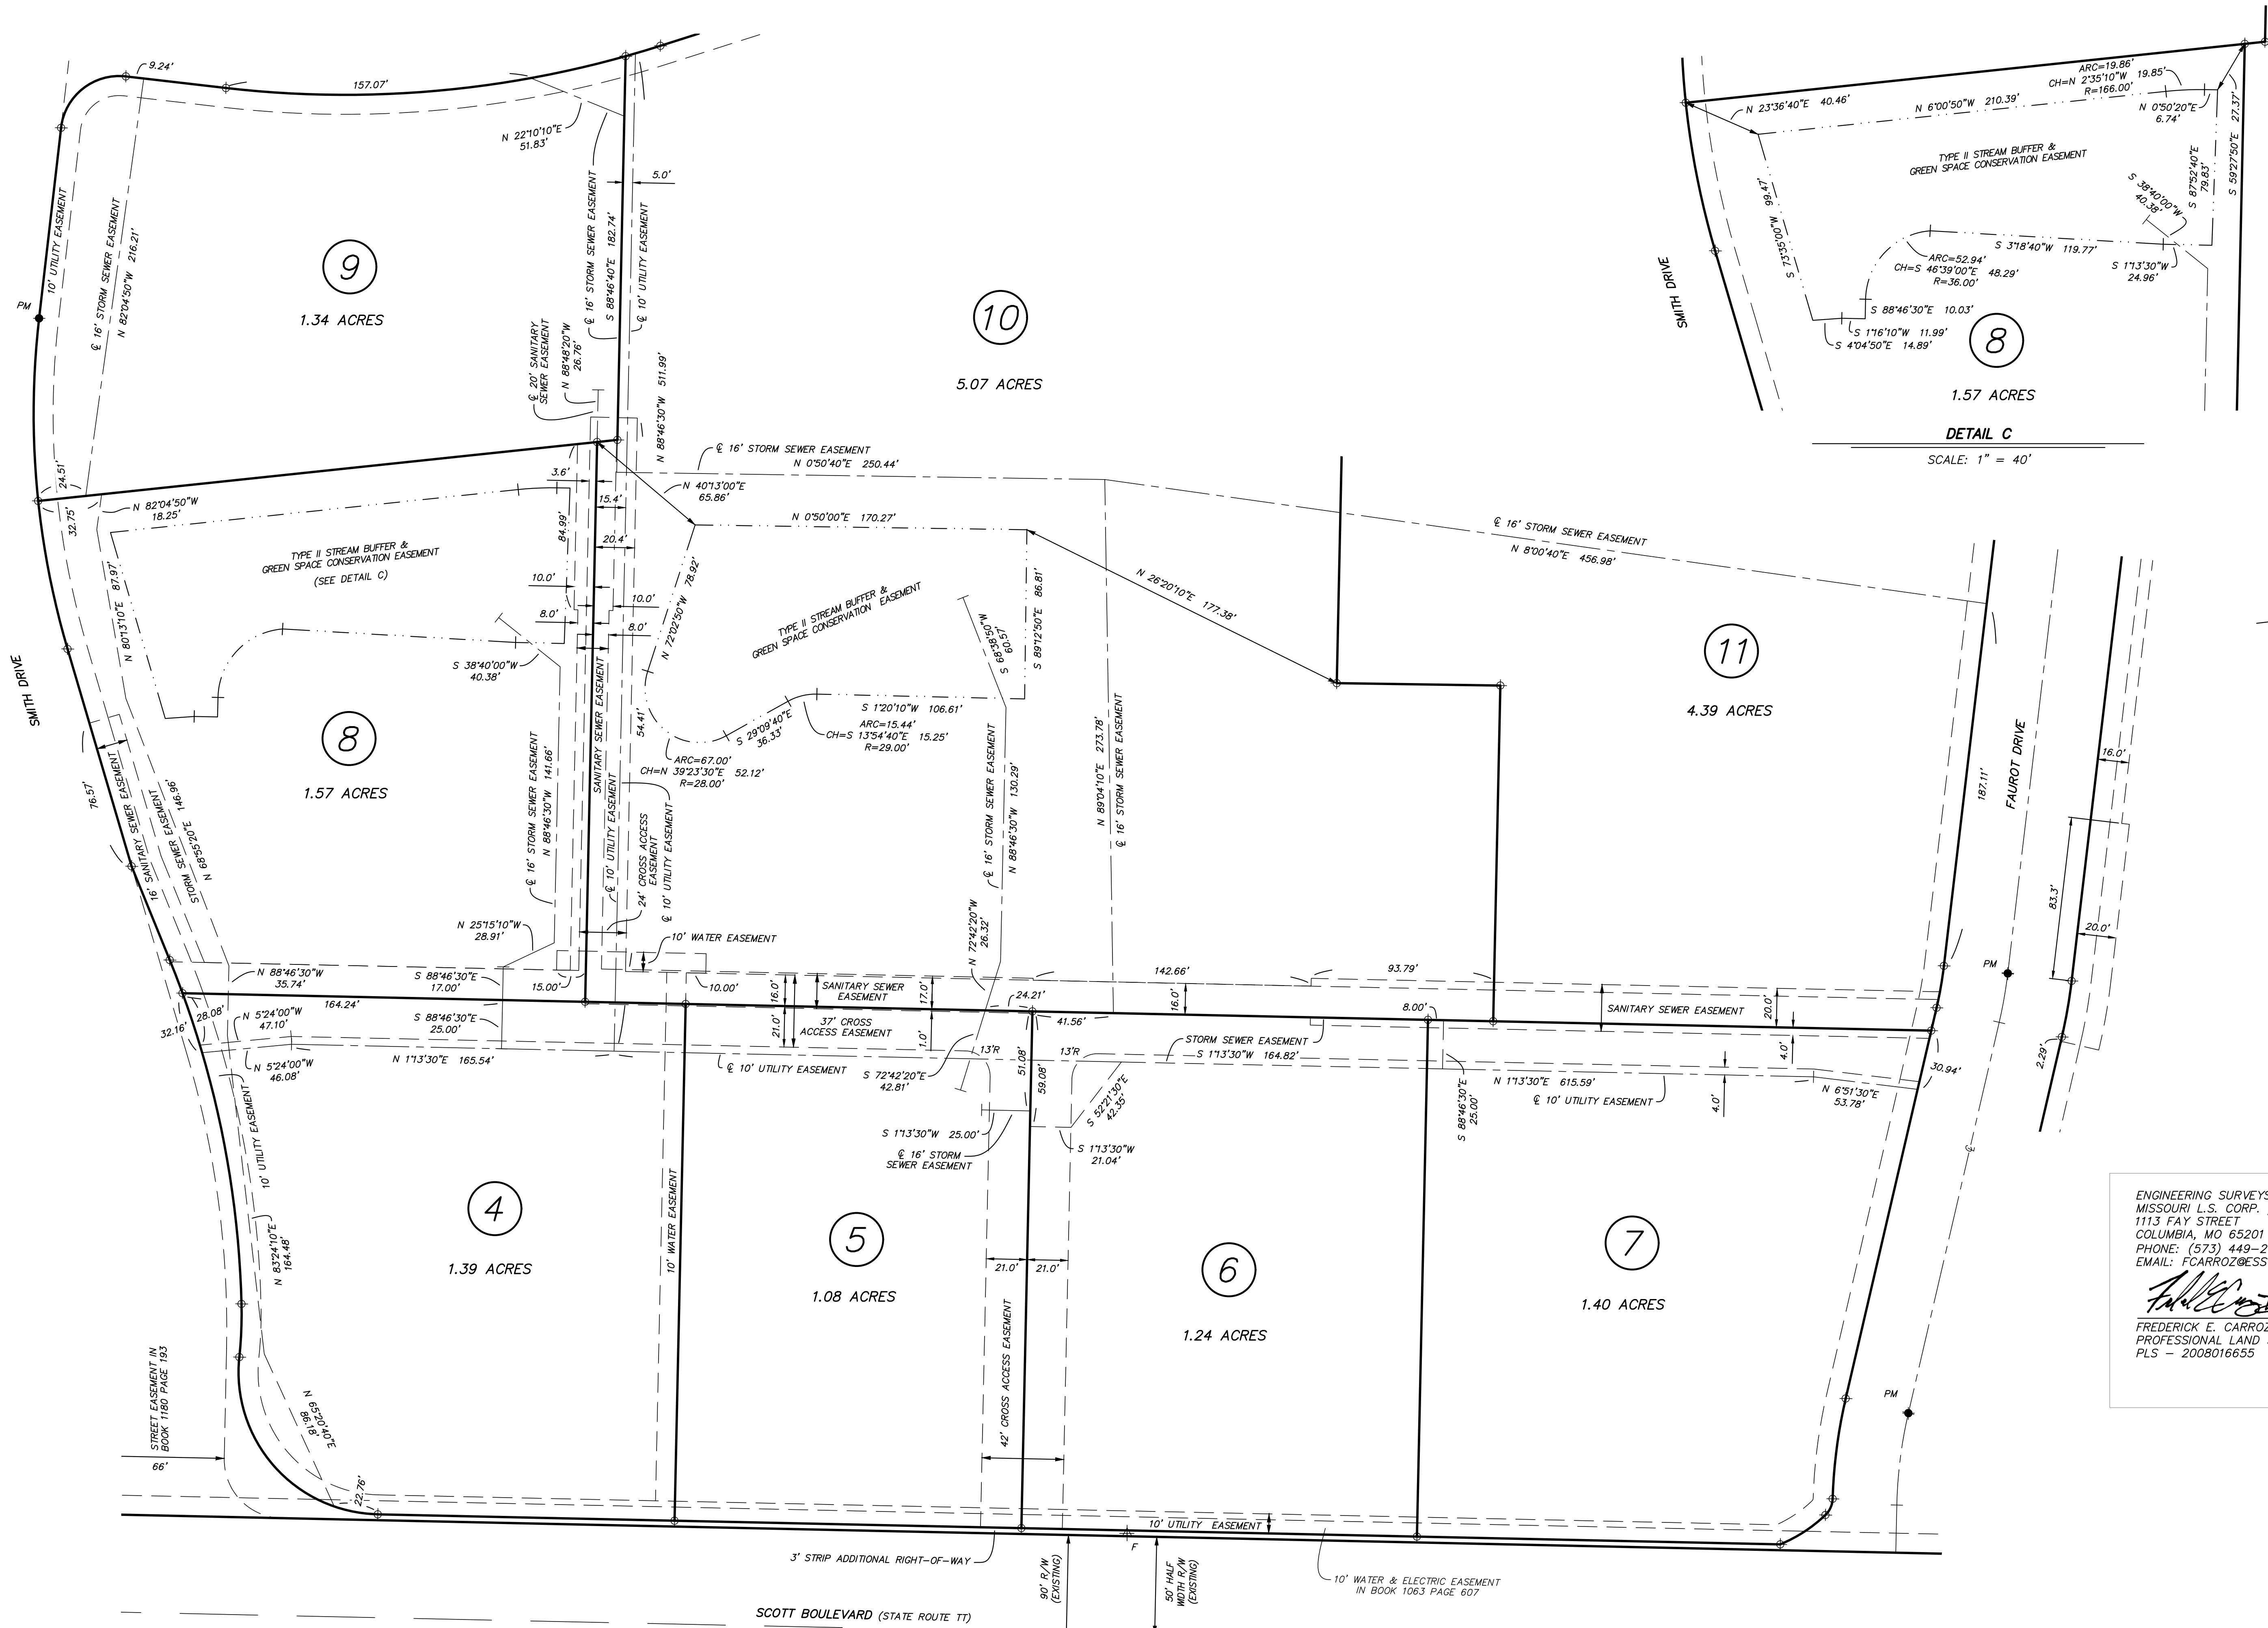 9.24'
157.07'
N 22°10'10"E
51.83'
5.0'
10' UTILITY EASEMENT
℄ 16' STORM SEWER EASEMENT
N 82°04'50"W 216.21'
℄ 16' STORM SEWER EASEMENT
S 88°46'40"E 182.74'
℄ 10' UTILITY EASEMENT
PM
9
1.34 ACRES
℄ 20' SANITARY
SEWER EASEMENT
N 88°48'20"W
26.76'
N 88°46'30"W 511.99'
10
5.07 ACRES
ARC=19.86'
CH=N 2°35'10"W 19.85'
R=166.00'
N 23°36'40"E 40.46'
N 6°00'50"W 210.39'
N 0°50'20"E
6.74'
S 59°27'50"E 27.37'
TYPE II STREAM BUFFER &
GREEN SPACE CONSERVATION EASEMENT
S 87°52'40"E
79.83'
S 38°40'00"W
40.38'
S 73°35'00"W 99.47'
S 3°18'40"W 119.77'
ARC=52.94'
CH=S 46°39'00"E 48.29'
R=36.00'
S 1°13'30"W
24.96'
S 88°46'30"E 10.03'
S 1°16'10"W 11.99'
S 4°04'50"E 14.89'
SMITH DRIVE
8
1.57 ACRES
DETAIL C
SCALE: 1" = 40'
24.51'
32.75'
N 82°04'50"W
18.25'
3.6'
15.4'
20.4'
84.99'
℄ 16' STORM SEWER EASEMENT
N 0°50'40"E 250.44'
N 40°13'00"E
65.86'
N 0°50'00"E 170.27'
℄ 16' STORM SEWER EASEMENT
N 8°00'40"E 456.98'
TYPE II STREAM BUFFER &
GREEN SPACE CONSERVATION EASEMENT
(SEE DETAIL C)
N 80°13'10"E 87.97'
10.0'
10.0'
8.0'
8.0'
N 72°02'50"W 78.92'
TYPE II STREAM BUFFER &
GREEN SPACE CONSERVATION EASEMENT
S 68°38'50"W
60.57'
S 89°12'50"E 86.81'
N 26°20'10"E 177.38'
SMITH DRIVE
S 38°40'00"W
40.38'
SANITARY SEWER EASEMENT
54.41'
S 29°09'40"E
36.33'
S 1°20'10"W 106.61'
ARC=15.44'
CH=S 13°54'40"E 15.25'
R=29.00'
ARC=67.00'
CH=N 39°23'30"E 52.12'
R=28.00'
11
4.39 ACRES
FAUROT DRIVE
187.11'
16.0'
83.3'
20.0'
2.29'
8
1.57 ACRES
76.57'
16' SANITARY SEWER EASEMENT
STORM SEWER EASEMENT
N 68°55'20"E 146.96'
℄ 16' STORM SEWER EASEMENT
N 88°46'30"W 141.66'
℄ 10' UTILITY EASEMENT
24' CROSS ACCESS
EASEMENT
℄ 10' UTILITY EASEMENT
℄ 16' STORM SEWER EASEMENT
N 88°46'30"W 130.29'
N 89°04'10"E 273.78'
℄ 16' STORM SEWER EASEMENT
N 25°15'10"W
28.91'
10' WATER EASEMENT
N 72°42'20"W
26.32'
N 88°46'30"W
35.74'
S 88°46'30"E
17.00'
15.00'
10.00'
16.0'
SANITARY SEWER
EASEMENT
17.0'
142.66'
93.79'
PM
164.24'
24.21'
16.0'
8.00'
SANITARY SEWER EASEMENT
20.0'
32.16'
28.08'
N 5°24'00"W
47.10'
S 88°46'30"E
25.00'
21.0'
37' CROSS
ACCESS EASEMENT
1.0'
41.56'
STORM SEWER EASEMENT
S 1°13'30"W 164.82'
4.0'
N 5°24'00"W
46.08'
N 1°13'30"E 165.54'
℄ 10' UTILITY EASEMENT
13'R
51.08'
13'R
59.08'
S 72°42'20"E
42.81'
S 52°21'30"E
42.35'
S 88°46'30"E
25.00'
N 1°13'30"E 615.59'
℄ 10' UTILITY EASEMENT
4.0'
N 6°51'30"E
53.78'
30.94'
S 1°13'30"W 25.00'
℄ 16' STORM
SEWER EASEMENT
S 1°13'30"W
21.04'
℄
10' UTILITY EASEMENT
N 83°24'10"E
164.48'
4
1.39 ACRES
10' WATER EASEMENT
5
1.08 ACRES
21.0'
21.0'
42' CROSS ACCESS EASEMENT
6
1.24 ACRES
7
1.40 ACRES
ENGINEERING SURVEYS
MISSOURI L.S. CORP.
1113 FAY STREET
COLUMBIA, MO 65201
PHONE: (573) 449-2
EMAIL: FCARROZ@ESS
FREDERICK E. CARROZ
PROFESSIONAL LAND
PLS - 2008016655
PM
STREET EASEMENT IN
BOOK 1180 PAGE 193
66'
N 65°20'40"E
86.18'
22.76'
10' UTILITY EASEMENT
F
3' STRIP ADDITIONAL RIGHT-OF-WAY
90' R/W
(EXISTING)
50' HALF
WIDTH R/W
(EXISTING)
10' WATER & ELECTRIC EASEMENT
IN BOOK 1063 PAGE 607
SCOTT BOULEVARD (STATE ROUTE TT)